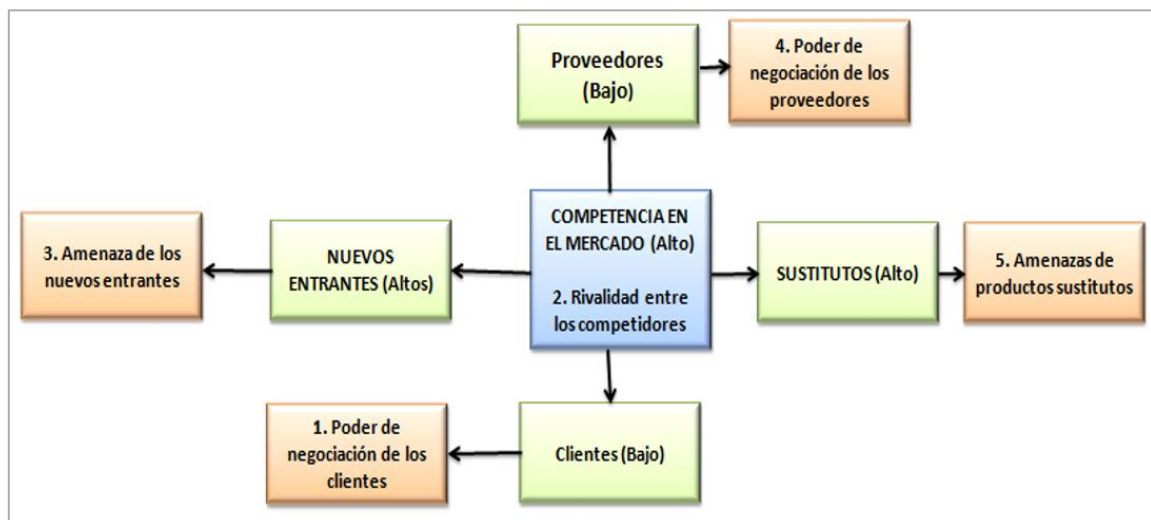 Proveedores
(Bajo)
4. Poder de
negociación de los
proveedores
3. Amenaza de los
nuevos entrantes
NUEVOS
ENTRANTES (Altos)
COMPETENCIA EN
EL MERCADO (Alto)
2. Rivalidad entre
los competidores
SUSTITUTOS (Alto)
5. Amenazas de
productos sustitutos
1. Poder de
negociación de los
clientes
Clientes (Bajo)